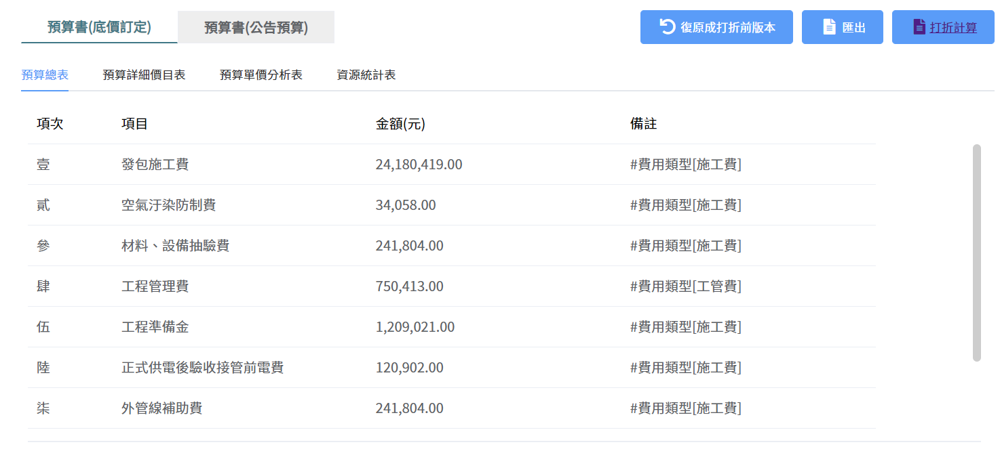 預算書(底價訂定) 預算書(公告預算) 復原成打折前版本 匯出 打折計算
預算總表 預算詳細價目表 預算單價分析表 資源統計表
項次 項目 金額(元) 備註
壹 發包施工費 24,180,419.00 #費用類型[施工費]
貳 空氣汙染防制費 34,058.00 #費用類型[施工費]
參 材料、設備抽驗費 241,804.00 #費用類型[施工費]
肆 工程管理費 750,413.00 #費用類型[工管費]
伍 工程準備金 1,209,021.00 #費用類型[施工費]
陸 正式供電後驗收接管前電費 120,902.00 #費用類型[施工費]
柒 外管線補助費 241,804.00 #費用類型[施工費]